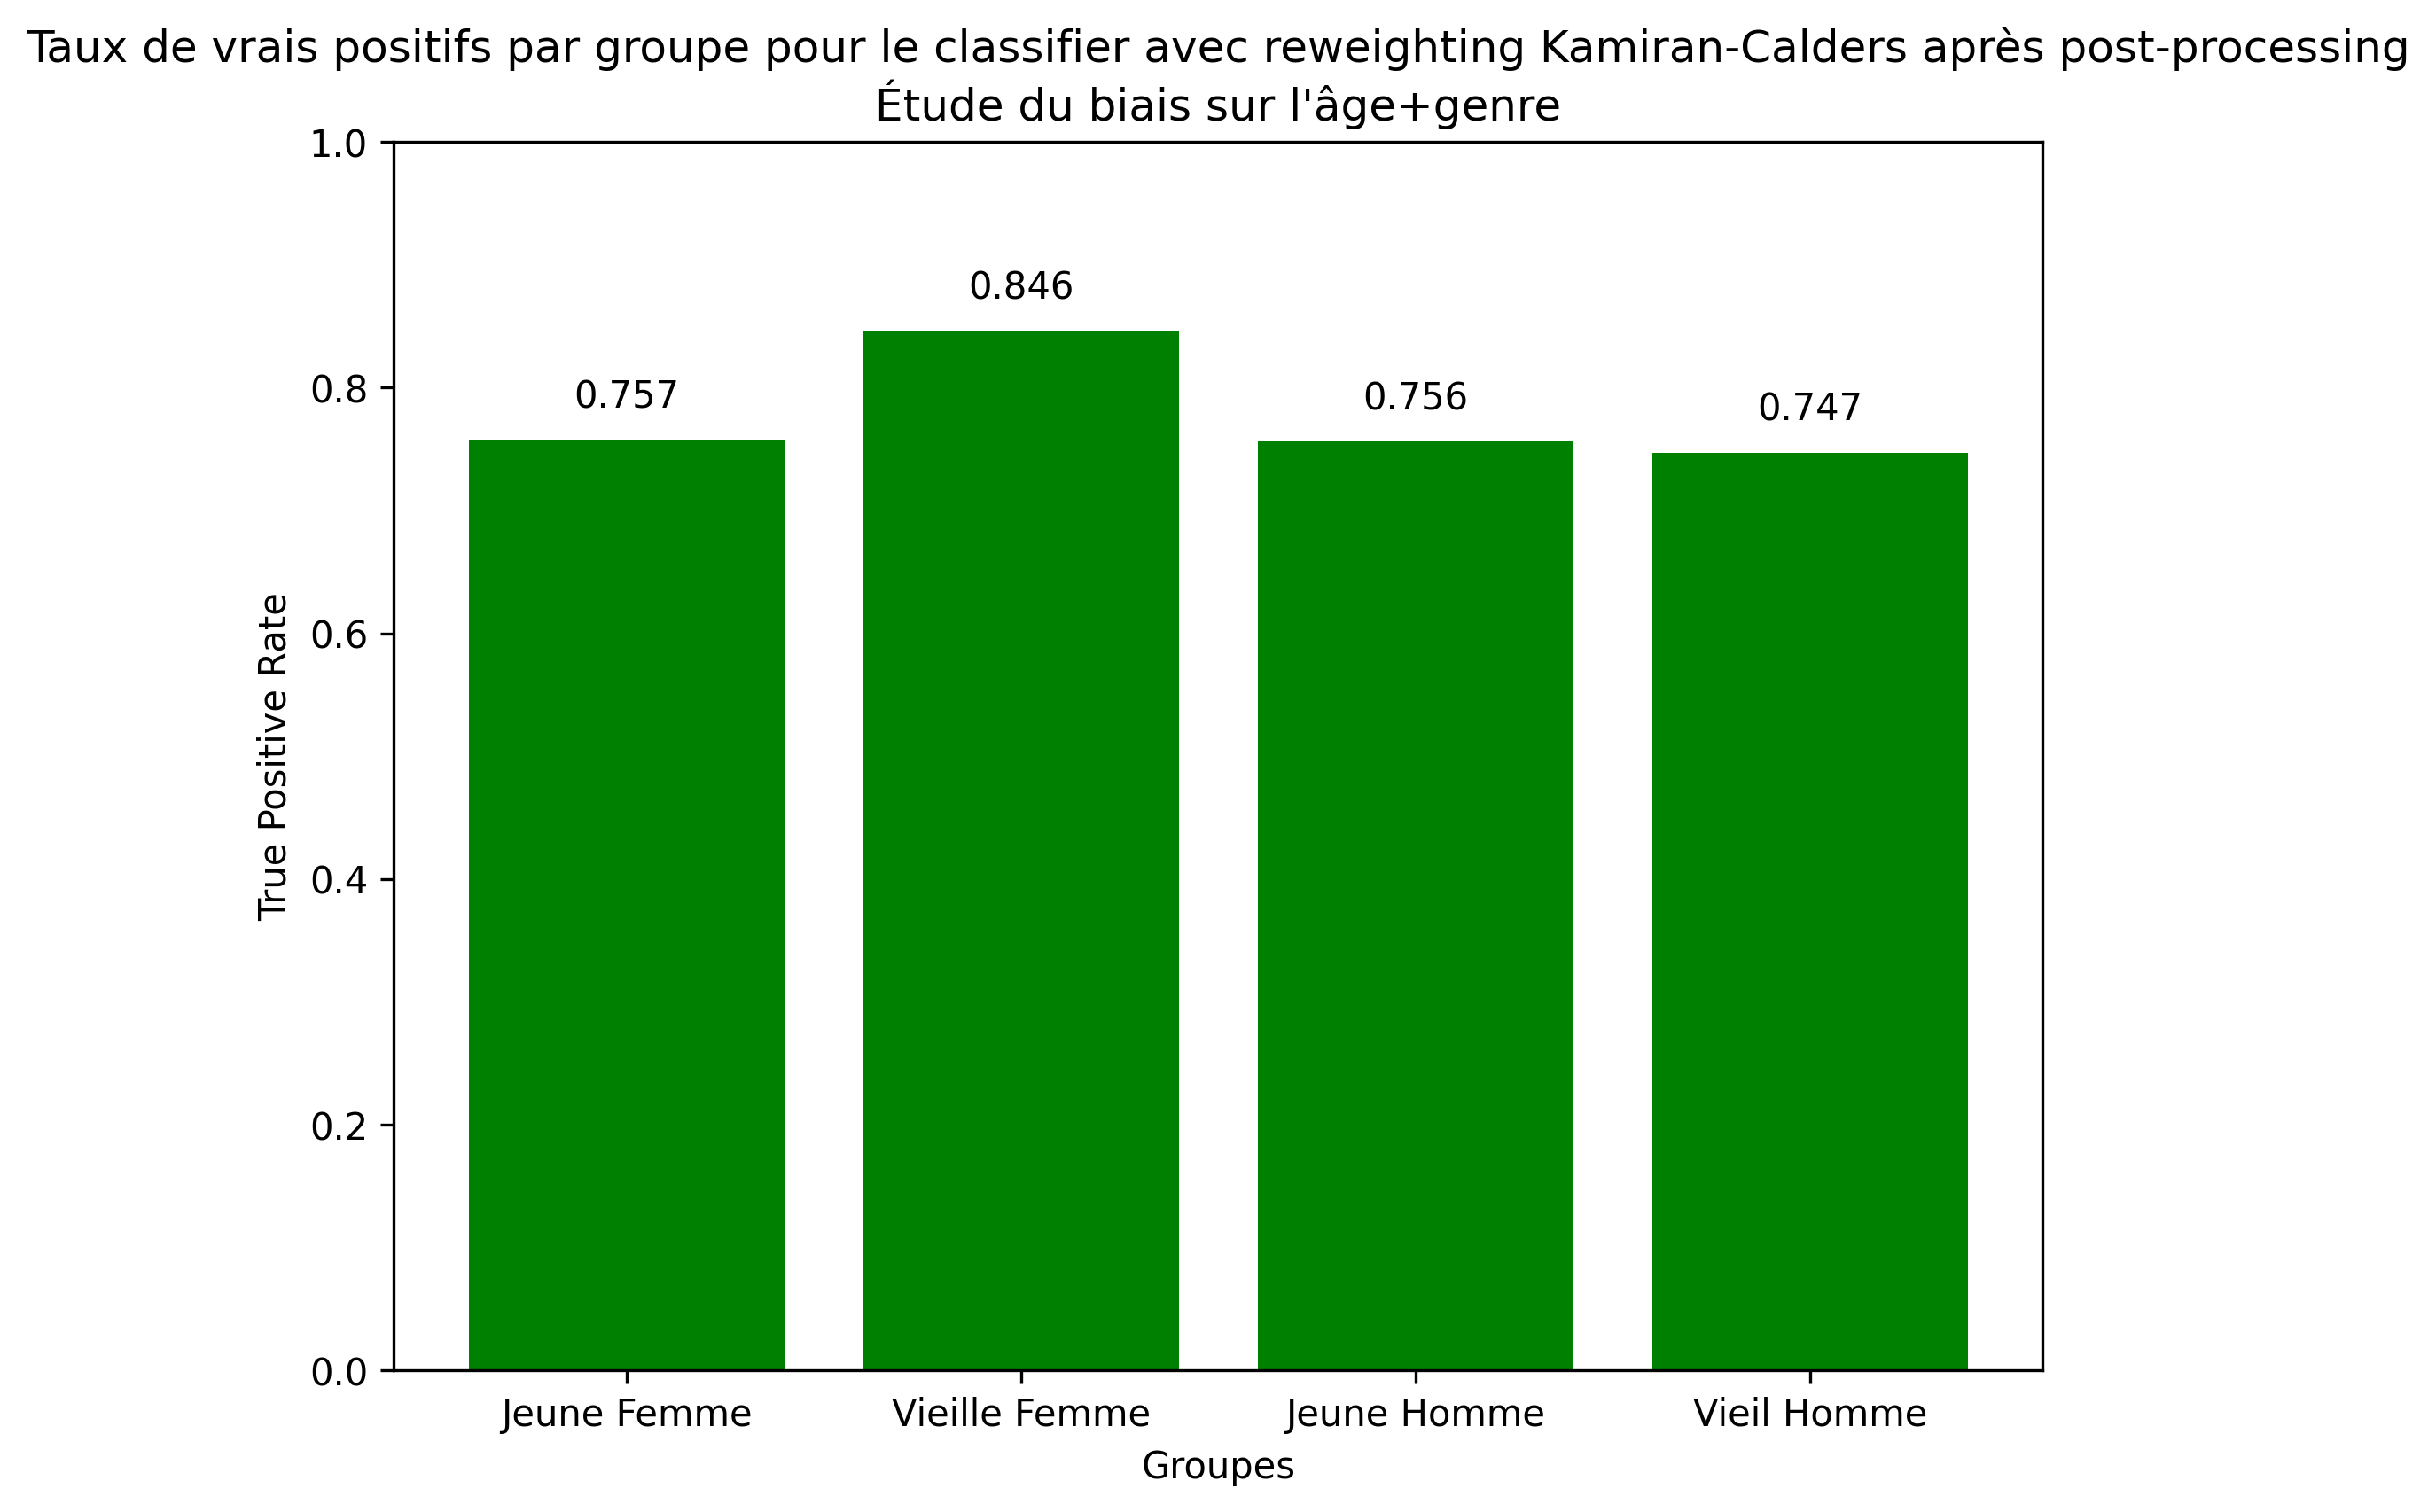 Taux de vrais positifs par groupe pour le classifier avec reweighting Kamiran-Calders après post-processing
Étude du biais sur l'âge+genre
1.0
0.8
0.6
0.4
0.2
0.0
True Positive Rate
0.757
0.846
0.756
0.747
Jeune Femme
Vieille Femme
Jeune Homme
Vieil Homme
Groupes